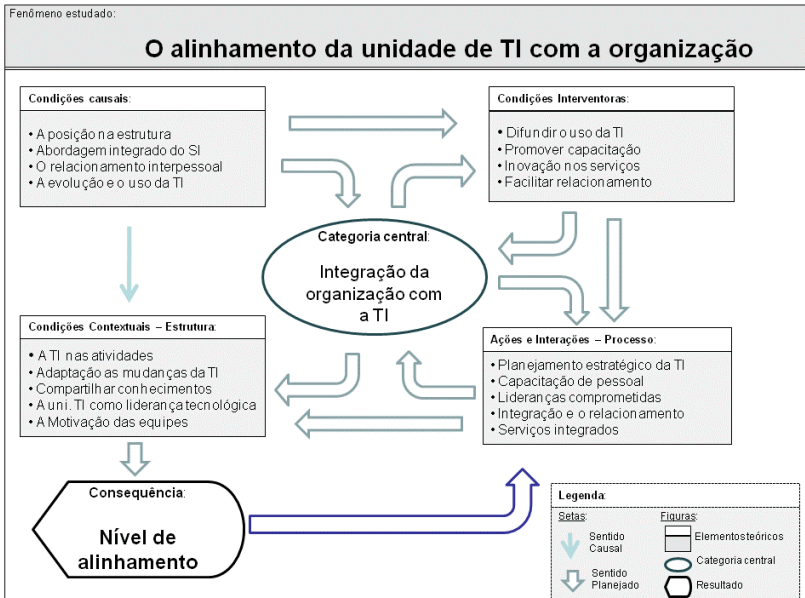 Fenômeno estudado:
O alinhamento da unidade de TI com a organização
Condições causais:
• A posição na estrutura
• Abordagem integrado do SI
• O relacionamento interpessoal
• A evolução e o uso da TI
Condições Interventoras:
• Difundir o uso da TI
• Promover capacitação
• Inovação nos serviços
• Facilitar relacionamento
Categoria central:
Integração da
organização com
a TI
Condições Contextuais – Estrutura:
• A TI nas atividades
• Adaptação as mudanças da TI
• Compartilhar conhecimentos
• A uni. TI como liderança tecnológica
• A Motivação das equipes
Ações e Interações – Processo:
• Planejamento estratégico da TI
• Capacitação de pessoal
• Lideranças comprometidas
• Integração e o relacionamento
• Serviços integrados
Consequência:
Nível de
alinhamento
Legenda:
Setas:
Sentido
Causal
Sentido
Planejado
Figuras:
Elementos teóricos
Categoria central
Resultado